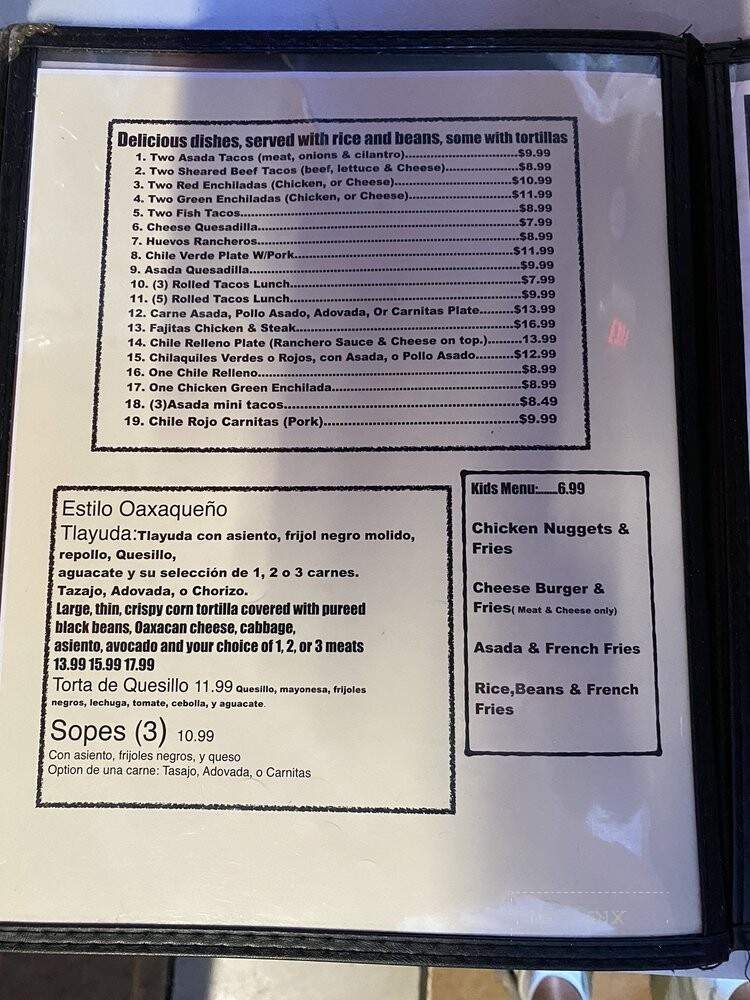 Delicious dishes, served with rice and beans, some with tortillas
1. Two Asada Tacos (meat, onions & cilantro)..............................$9.99
2. Two Sheared Beef Tacos (beef, lettuce & Cheese)...................$8.99
3. Two Red Enchiladas (Chicken, or Cheese)..............................$10.99
4. Two Green Enchiladas (Chicken, or Cheese)...........................$11.99
5. Two Fish Tacos.......................................................................$8.99
6. Cheese Quesadilla..................................................................$7.99
7. Huevos Rancheros..................................................................$8.99
8. Chile Verde Plate W/Pork.......................................................$11.99
9. Asada Quesadilla....................................................................$9.99
10. (3) Rolled Tacos Lunch..........................................................$7.99
11. (5) Rolled Tacos Lunch..........................................................$9.99
12. Carne Asada, Pollo Asado, Adovada, Or Carnitas Plate........$13.99
13. Fajitas Chicken & Steak.......................................................$16.99
14. Chile Relleno Plate (Ranchero Sauce & Cheese on top.).........13.99
15. Chilaquiles Verdes o Rojos, con Asada, o Pollo Asado.........$12.99
16. One Chile Relleno..................................................................$8.99
17. One Chicken Green Enchilada...............................................$8.99
18. (3)Asada mini tacos...............................................................$8.49
19. Chile Rojo Carnitas (Pork)....................................................$9.99
Estilo Oaxaqueño
Tlayuda:Tlayuda con asiento, frijol negro molido,
repollo, Quesillo,
aguacate y su selección de 1, 2 o 3 carnes.
Tazajo, Adovada, o Chorizo.
Large, thin, crispy corn tortilla covered with pureed
black beans, Oaxacan cheese, cabbage,
asiento, avocado and your choice of 1, 2, or 3 meats
13.99 15.99 17.99
Torta de Quesillo 11.99 Quesillo, mayonesa, frijoles
negros, lechuga, tomate, cebolla, y aguacate.
Sopes (3) 10.99
Con asiento, frijoles negros, y queso
Option de una carne: Tasajo, Adovada, o Carnitas
Kids Menu:......6.99
Chicken Nuggets &
Fries
Cheese Burger &
Fries( Meat & Cheese only)
Asada & French Fries
Rice,Beans & French
Fries